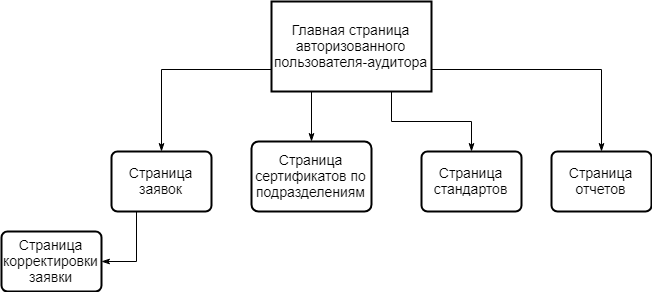 Главная страница
авторизованного
пользователя-аудитора
Страница
заявок
Страница
сертификатов по
подразделениям
Страница
стандартов
Страница
отчетов
Страница
корректировки
заявки